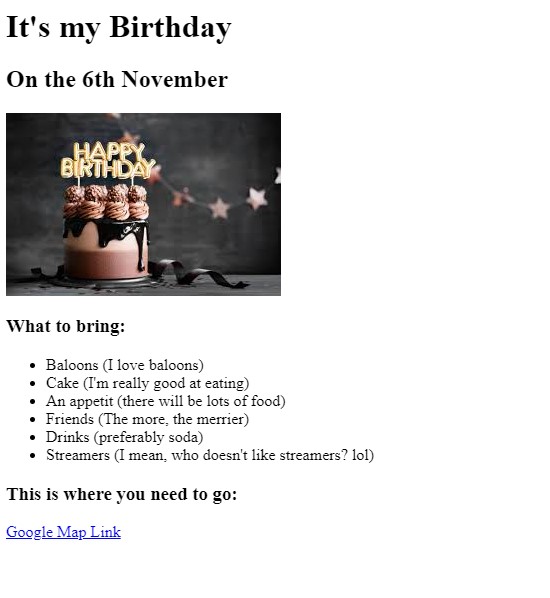 It's my Birthday
On the 6th November
HAPPY
BIRTHDAY
What to bring:
Baloons (I love baloons)
Cake (I'm really good at eating)
An appetit (there will be lots of food)
Friends (The more, the merrier)
Drinks (preferably soda)
Streamers (I mean, who doesn't like streamers? lol)
This is where you need to go:
Google Map Link